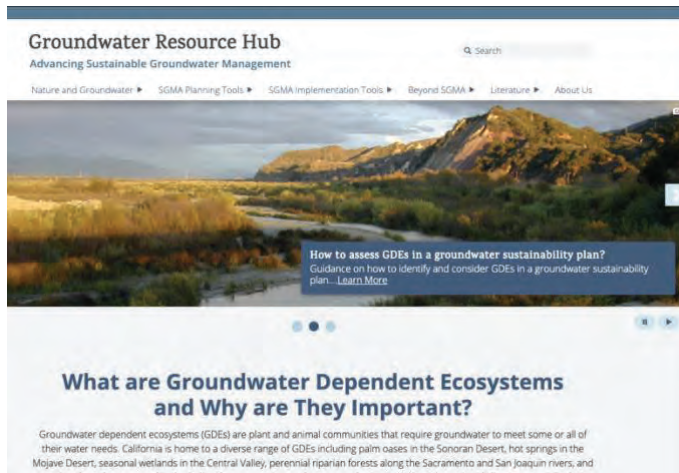 Groundwater Resource Hub
Search
Advancing Sustainable Groundwater Management
Nature and Groundwater ▶ SGMA Planning Tools ▶ SGMA Implementation Tools ▶ Beyond SGMA ▶ Literature ▶ About Us
How to assess GDEs in a groundwater sustainability plan?
Guidance on how to identify and consider GDEs in a groundwater sustainability
plan...Learn More
What are Groundwater Dependent Ecosystems
and Why are They Important?
Groundwater dependent ecosystems (GDEs) are plant and animal communities that require groundwater to meet some or all of
their water needs. California is home to a diverse range of GDEs including palm oases in the Sonoran Desert, hot springs in the
Mojave Desert, seasonal wetlands in the Central Valley, perennial riparian forests along the Sacramento and San Joaquin rivers, and